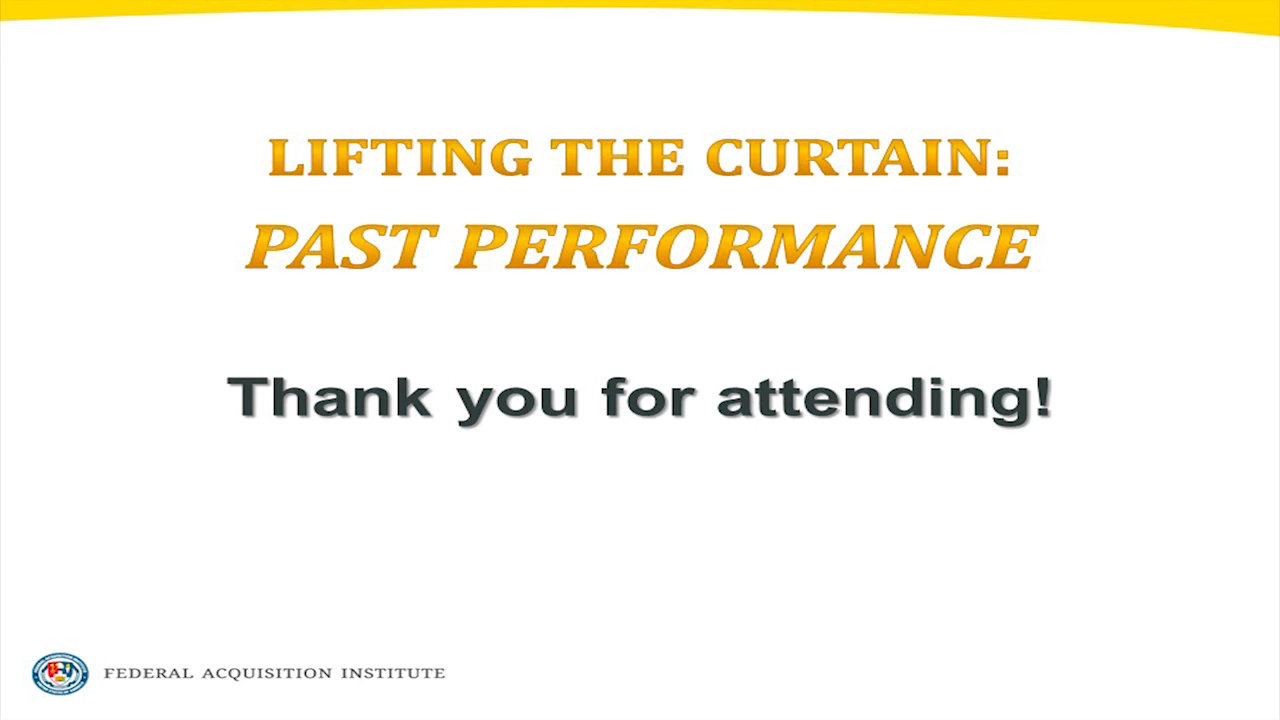 LIFTING THE CURTAIN:
PAST PERFORMANCE
Thank you for attending!
FEDERAL ACQUISITION INSTITUTE